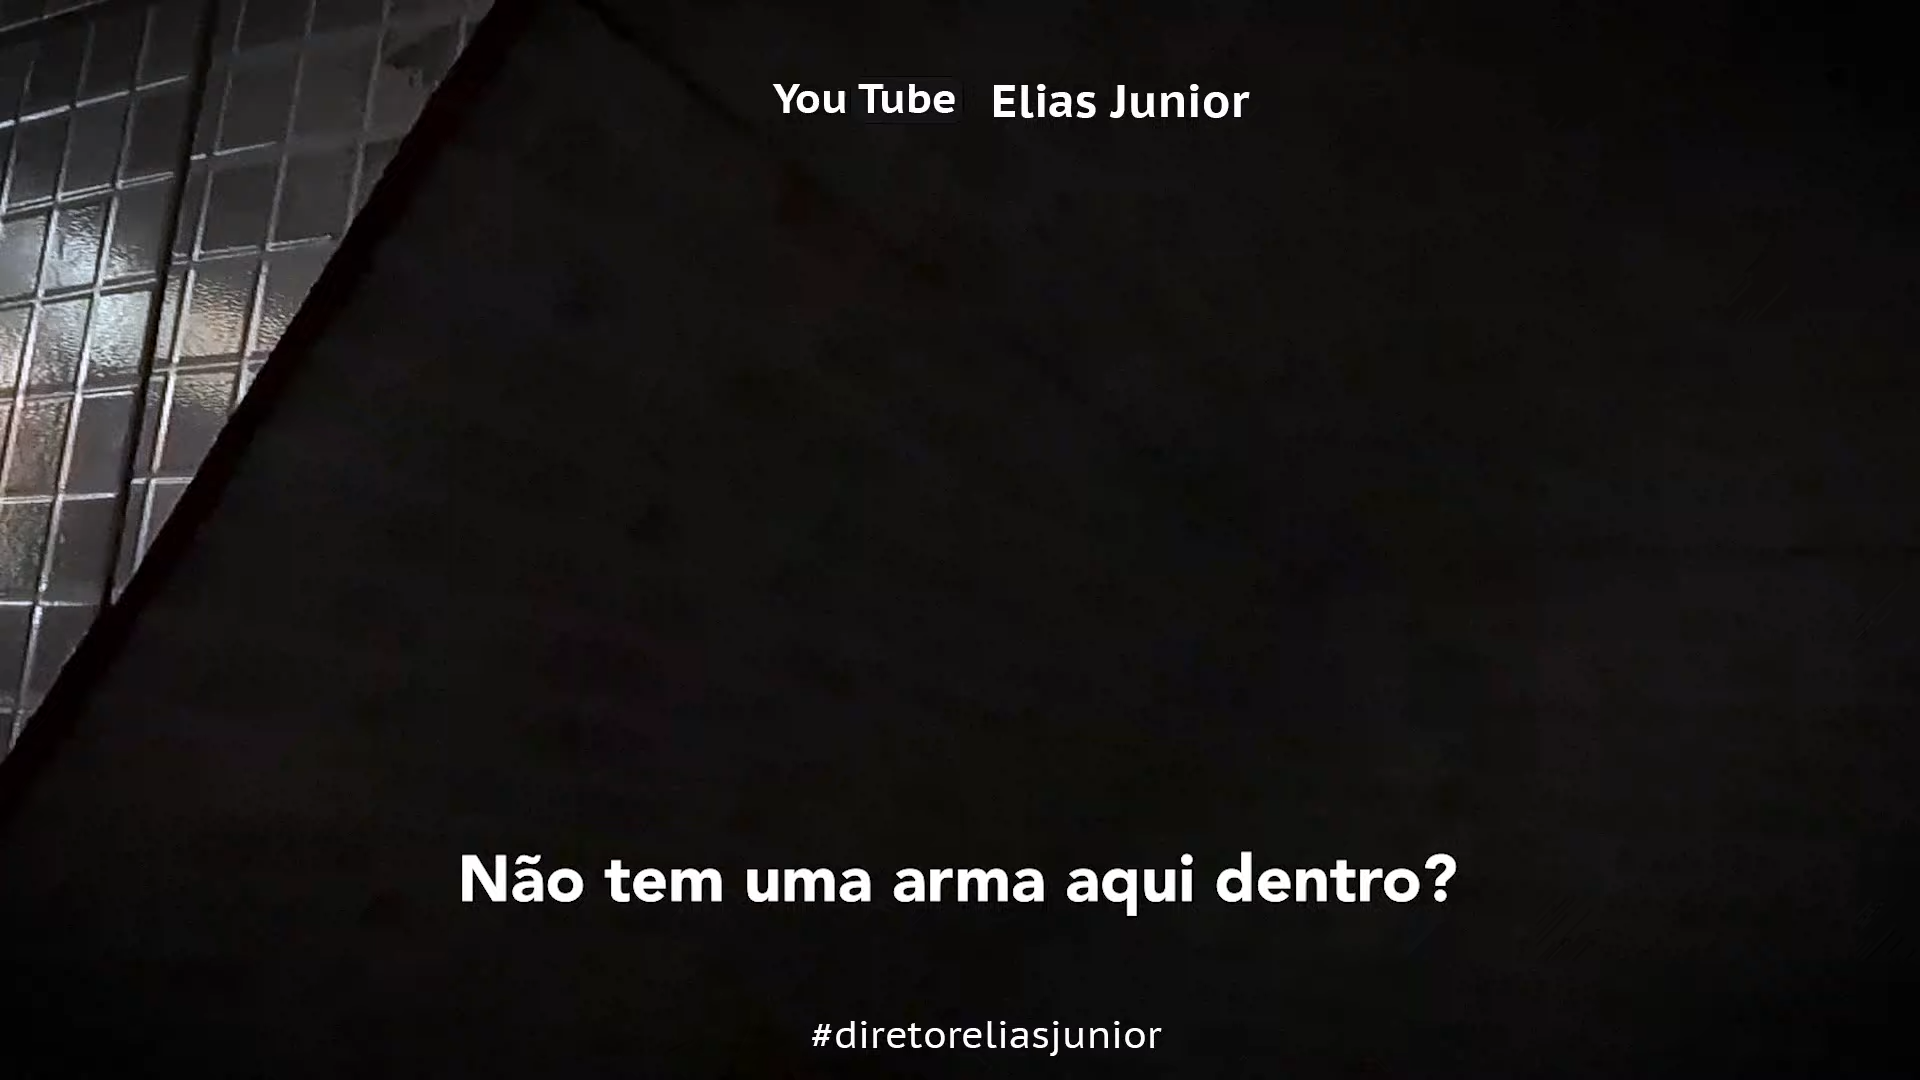 You Tube Elias Junior
Não tem uma arma aqui dentro?
#diretoreliasjunior